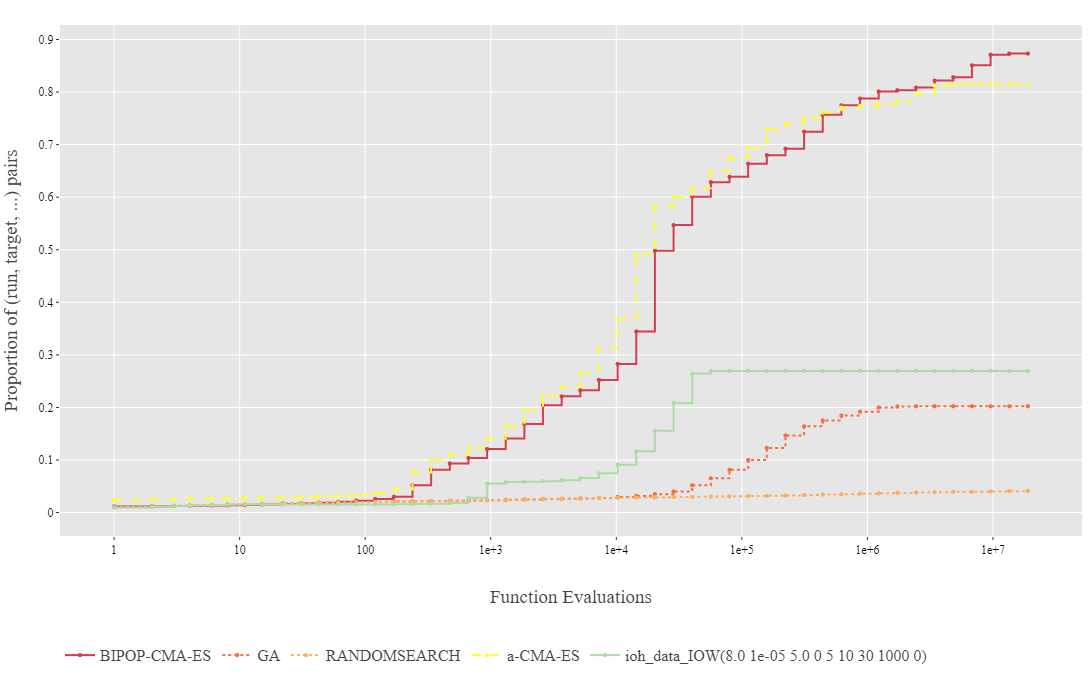 0.9
0.8
0.7
0.6
0.5
0.4
0.3
0.2
0.1
0
Proportion of (run, target, ...) pairs
1 10 100 1e+3 1e+4 1e+5 1e+6 1e+7
Function Evaluations
BIPOP-CMA-ES GA RANDOMSEARCH a-CMA-ES ioh_data_IOW(8.0 1e-05 5.0 0 5 10 30 1000 0)